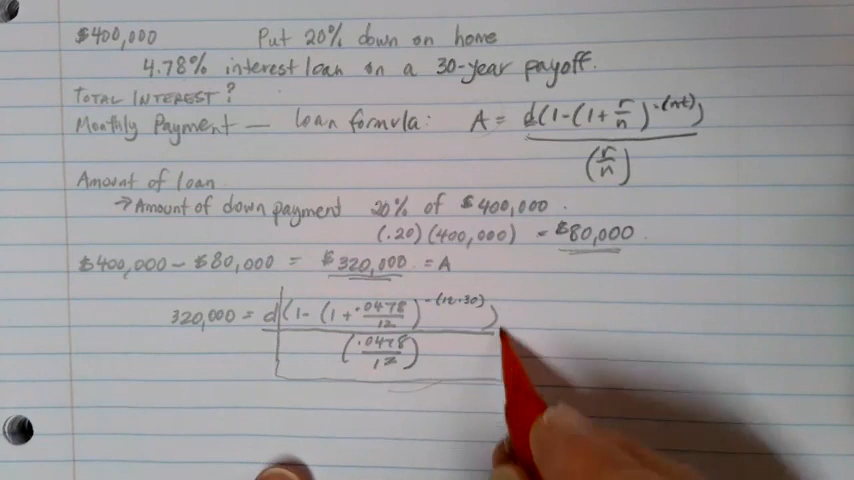 $400,000 Put 20% down on home
4.78% interest loan on a 30-year payoff.
TOTAL INTEREST?
Monthly Payment — loan formula: A = d(1-(1+r/n)^-(nt)) / (r/n)
Amount of loan
→ Amount of down payment 20% of $400,000.
(.20)(400,000) = $80,000.
$400,000 - $80,000 = $320,000 = A
320,000 = d(1-(1+.0478/12)^-(12·30)) / (.0478/12)